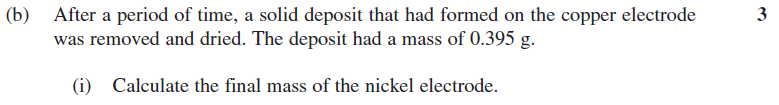 (b) After a period of time, a solid deposit that had formed on the copper electrode 3
was removed and dried. The deposit had a mass of 0.395 g.
(i) Calculate the final mass of the nickel electrode.